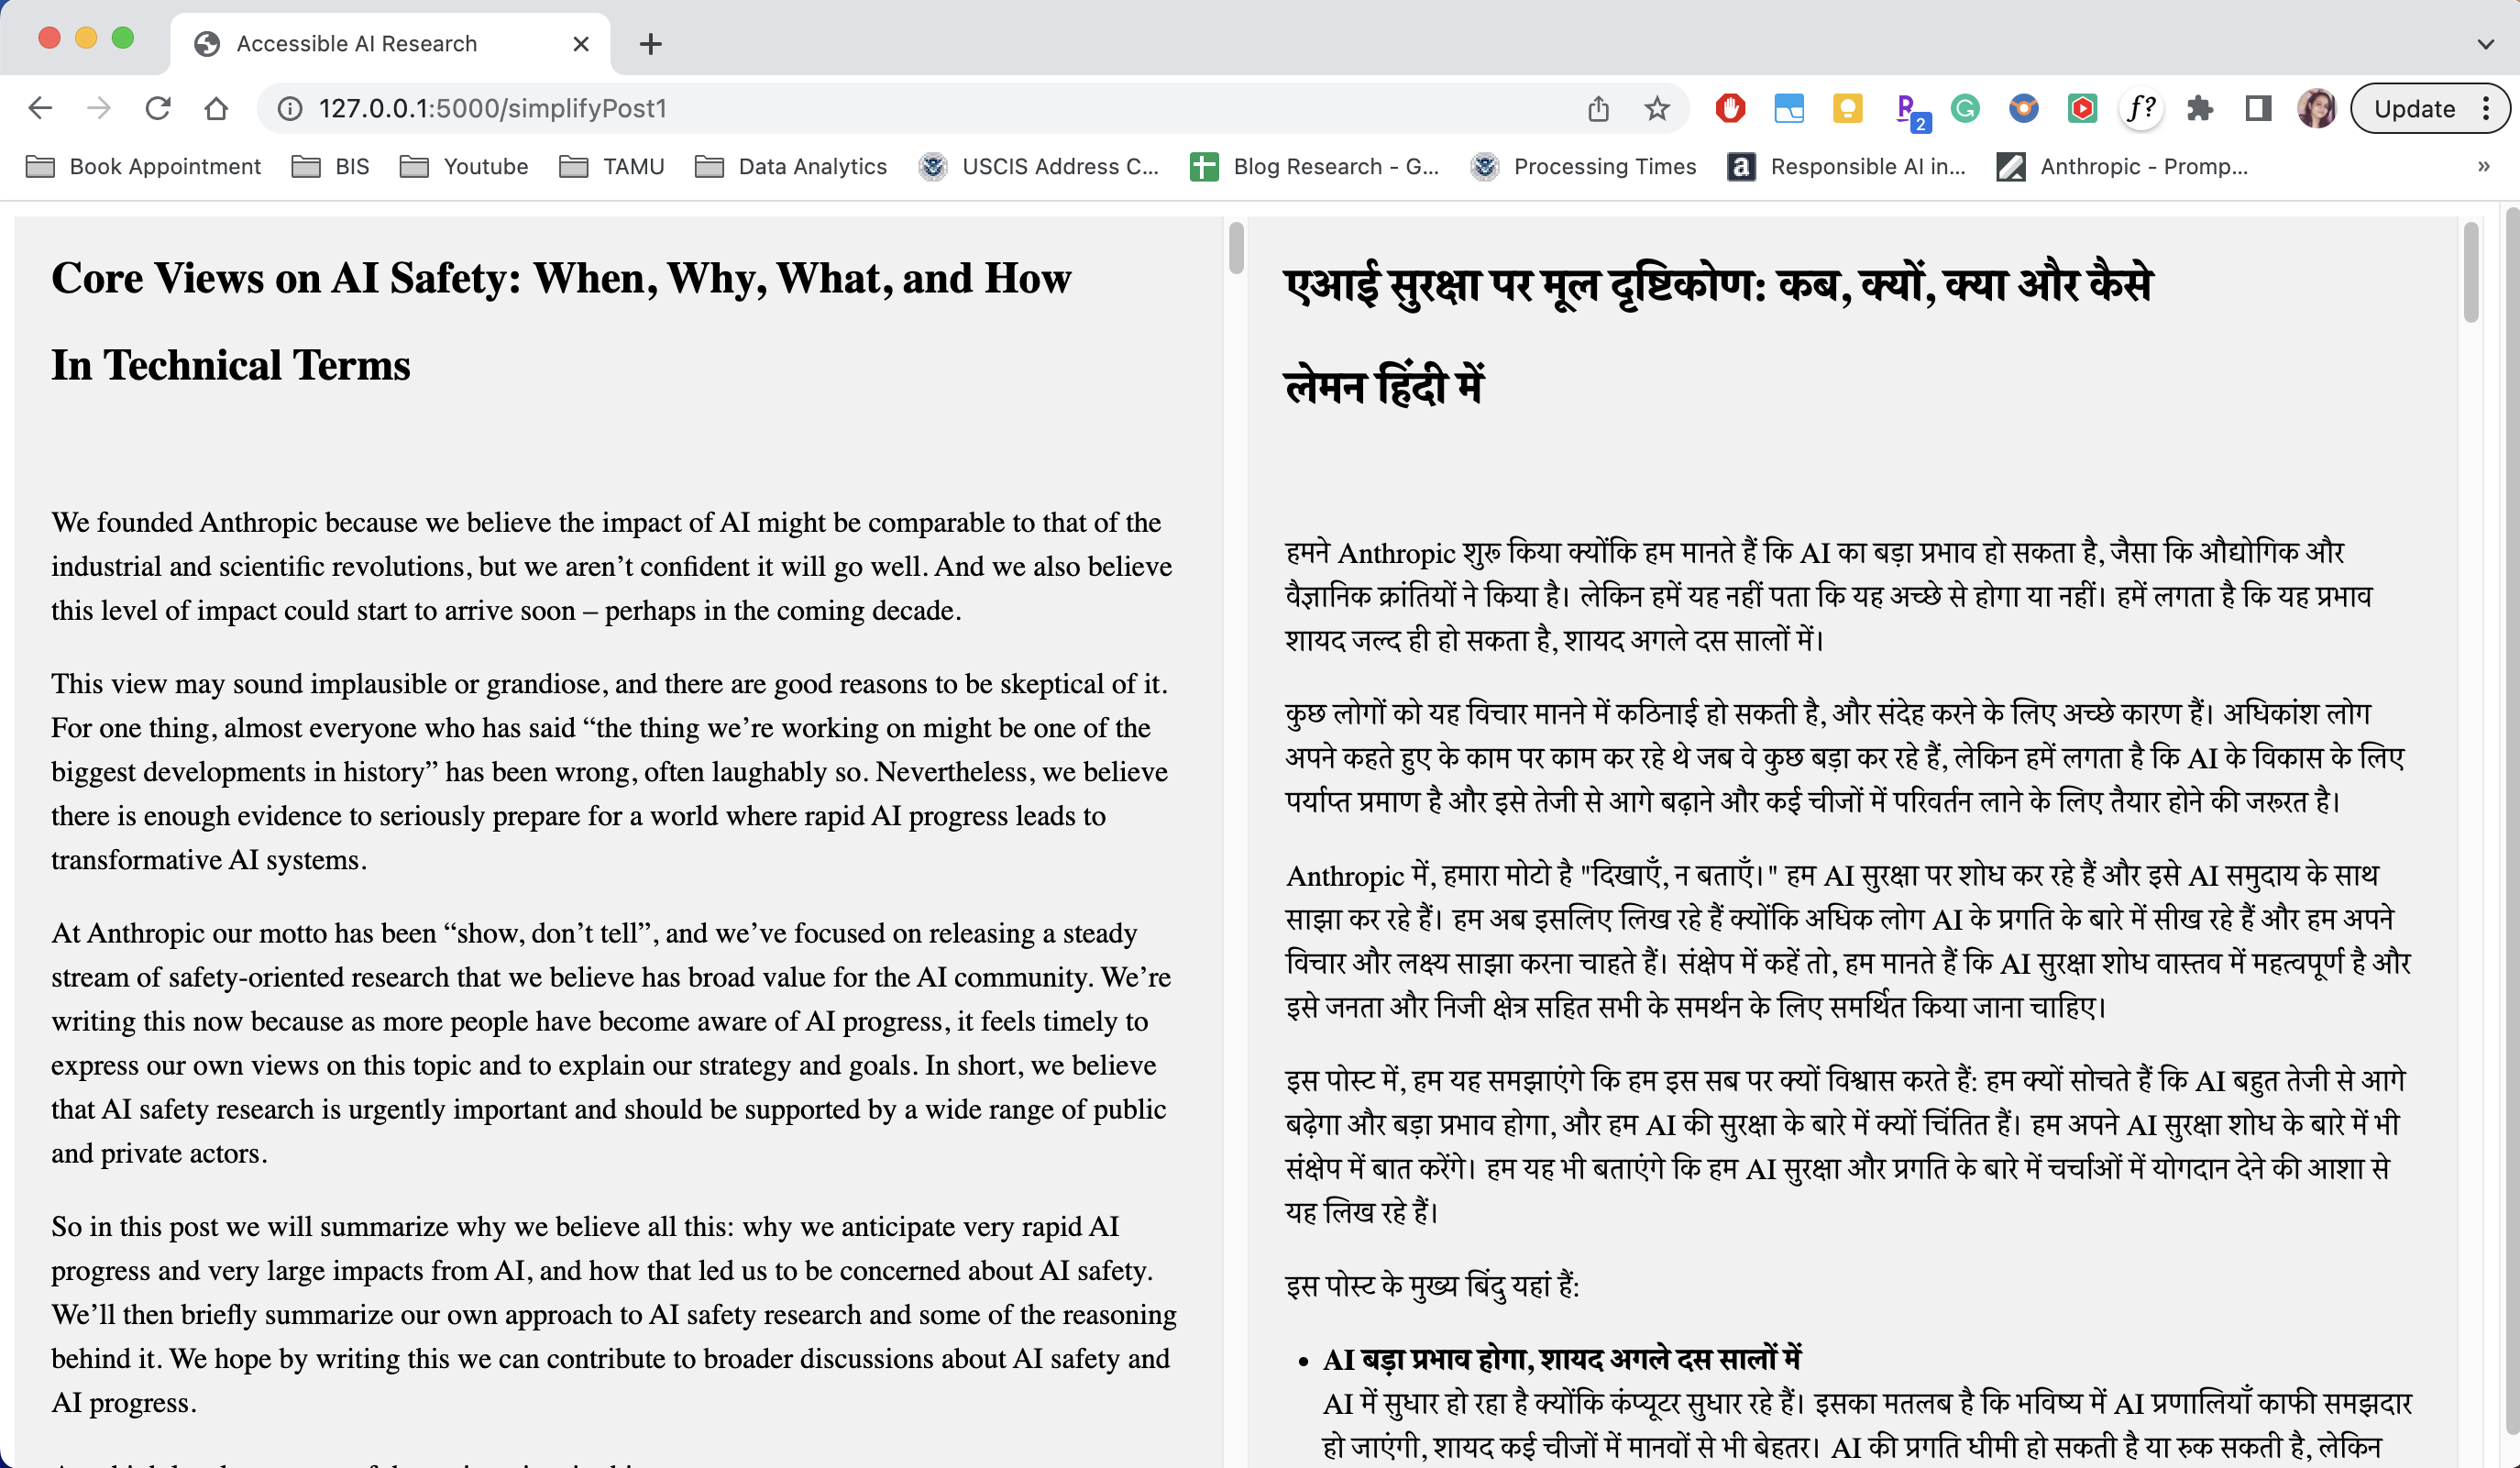 Accessible AI Research
127.0.0.1:5000/simplifyPost1
2
f?
Update
Book Appointment
BIS
Youtube
TAMU
Data Analytics
USCIS Address C...
Blog Research - G...
Processing Times
a
Responsible AI in...
Anthropic - Promp...
»
Core Views on AI Safety: When, Why, What, and How
In Technical Terms
We founded Anthropic because we believe the impact of AI might be comparable to that of the
industrial and scientific revolutions, but we aren’t confident it will go well. And we also believe
this level of impact could start to arrive soon – perhaps in the coming decade.
This view may sound implausible or grandiose, and there are good reasons to be skeptical of it.
For one thing, almost everyone who has said “the thing we’re working on might be one of the
biggest developments in history” has been wrong, often laughably so. Nevertheless, we believe
there is enough evidence to seriously prepare for a world where rapid AI progress leads to
transformative AI systems.
At Anthropic our motto has been “show, don’t tell”, and we’ve focused on releasing a steady
stream of safety-oriented research that we believe has broad value for the AI community. We’re
writing this now because as more people have become aware of AI progress, it feels timely to
express our own views on this topic and to explain our strategy and goals. In short, we believe
that AI safety research is urgently important and should be supported by a wide range of public
and private actors.
So in this post we will summarize why we believe all this: why we anticipate very rapid AI
progress and very large impacts from AI, and how that led us to be concerned about AI safety.
We’ll then briefly summarize our own approach to AI safety research and some of the reasoning
behind it. We hope by writing this we can contribute to broader discussions about AI safety and
AI progress.
एआई सुरक्षा पर मूल दृष्टिकोण: कब, क्यों, क्या और कैसे
लेमन हिंदी में
हमने Anthropic शुरू किया क्योंकि हम मानते हैं कि AI का बड़ा प्रभाव हो सकता है, जैसा कि औद्योगिक और
वैज्ञानिक क्रांतियों ने किया है। लेकिन हमें यह नहीं पता कि यह अच्छे से होगा या नहीं। हमें लगता है कि यह प्रभाव
शायद जल्द ही हो सकता है, शायद अगले दस सालों में।
कुछ लोगों को यह विचार मानने में कठिनाई हो सकती है, और संदेह करने के लिए अच्छे कारण हैं। अधिकांश लोग
अपने कहते हुए के काम पर काम कर रहे थे जब वे कुछ बड़ा कर रहे हैं, लेकिन हमें लगता है कि AI के विकास के लिए
पर्याप्त प्रमाण है और इसे तेजी से आगे बढ़ाने और कई चीजों में परिवर्तन लाने के लिए तैयार होने की जरूरत है।
Anthropic में, हमारा मोटो है "दिखाएँ, न बताएँ।" हम AI सुरक्षा पर शोध कर रहे हैं और इसे AI समुदाय के साथ
साझा कर रहे हैं। हम अब इसलिए लिख रहे हैं क्योंकि अधिक लोग AI के प्रगति के बारे में सीख रहे हैं और हम अपने
विचार और लक्ष्य साझा करना चाहते हैं। संक्षेप में कहें तो, हम मानते हैं कि AI सुरक्षा शोध वास्तव में महत्वपूर्ण है और
इसे जनता और निजी क्षेत्र सहित सभी के समर्थन के लिए समर्थित किया जाना चाहिए।
इस पोस्ट में, हम यह समझाएंगे कि हम इस सब पर क्यों विश्वास करते हैं: हम क्यों सोचते हैं कि AI बहुत तेजी से आगे
बढ़ेगा और बड़ा प्रभाव होगा, और हम AI की सुरक्षा के बारे में क्यों चिंतित हैं। हम अपने AI सुरक्षा शोध के बारे में भी
संक्षेप में बात करेंगे। हम यह भी बताएंगे कि हम AI सुरक्षा और प्रगति के बारे में चर्चाओं में योगदान देने की आशा से
यह लिख रहे हैं।
इस पोस्ट के मुख्य बिंदु यहां हैं:
• AI बड़ा प्रभाव होगा, शायद अगले दस सालों में
AI में सुधार हो रहा है क्योंकि कंप्यूटर सुधार रहे हैं। इसका मतलब है कि भविष्य में AI प्रणालियाँ काफी समझदार
हो जाएंगी, शायद कई चीजों में मानवों से भी बेहतर। AI की प्रगति धीमी हो सकती है या रुक सकती है, लेकिन